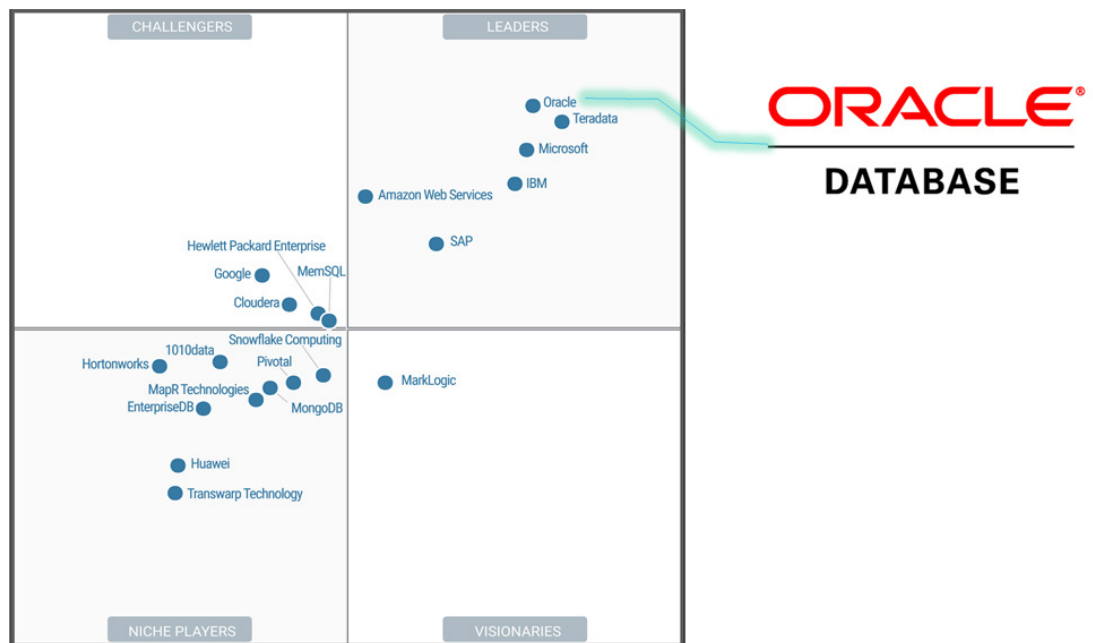 CHALLENGERS
LEADERS
Oracle
Teradata
Microsoft
IBM
Amazon Web Services
SAP
Hewlett Packard Enterprise
Google
MemSQL
Cloudera
Snowflake Computing
1010data
Hortonworks
Pivotal
MapR Technologies
EnterpriseDB
MongoDB
MarkLogic
Huawei
Transwarp Technology
NICHE PLAYERS
VISIONARIES
ORACLE®
DATABASE